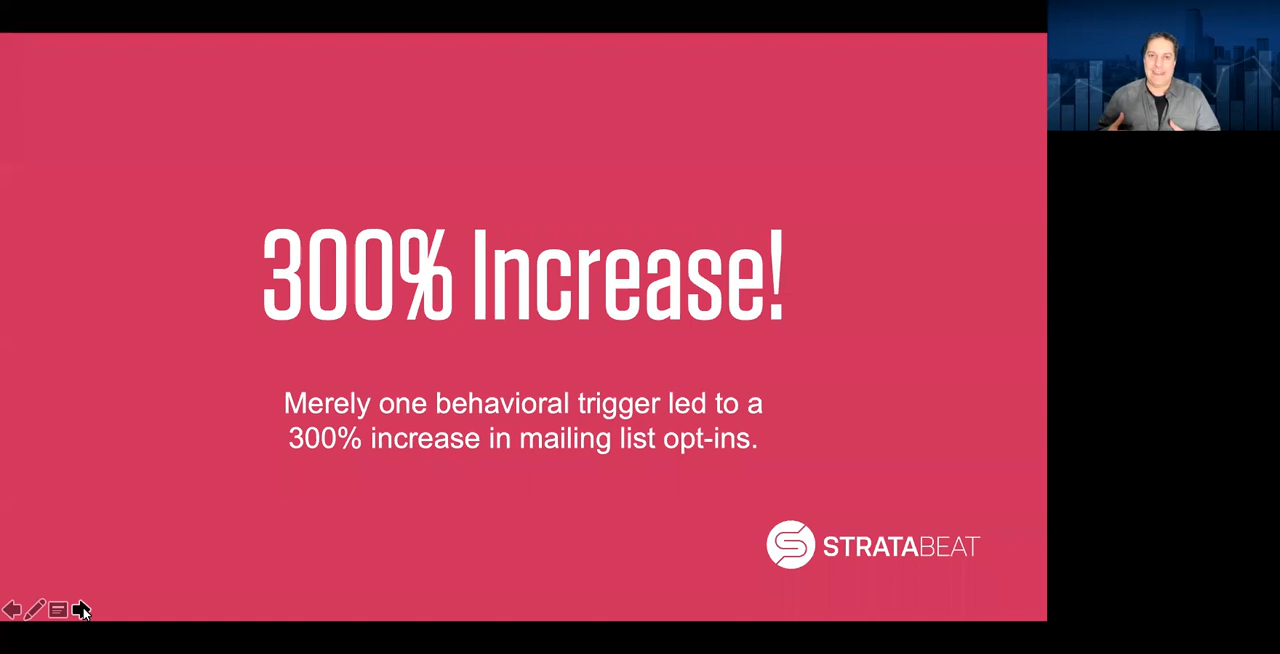 300% Increase!
Merely one behavioral trigger led to a
300% increase in mailing list opt-ins.
STRATABEAT